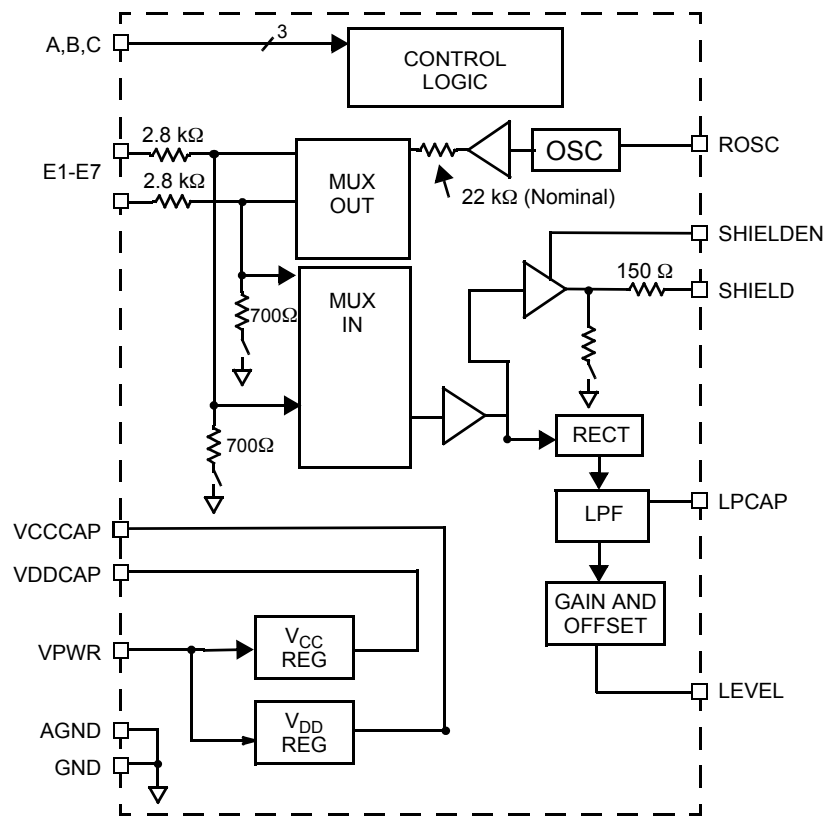 A,B,C
3
CONTROL
LOGIC
2.8 kΩ
E1-E7
2.8 kΩ
MUX
OUT
22 kΩ (Nominal)
OSC
ROSC
SHIELDEN
150 Ω
SHIELD
700Ω
MUX
IN
700Ω
RECT
LPF
LPCAP
VCCCAP
VDDCAP
GAIN AND
OFFSET
VPWR
VCC
REG
LEVEL
VDD
REG
AGND
GND